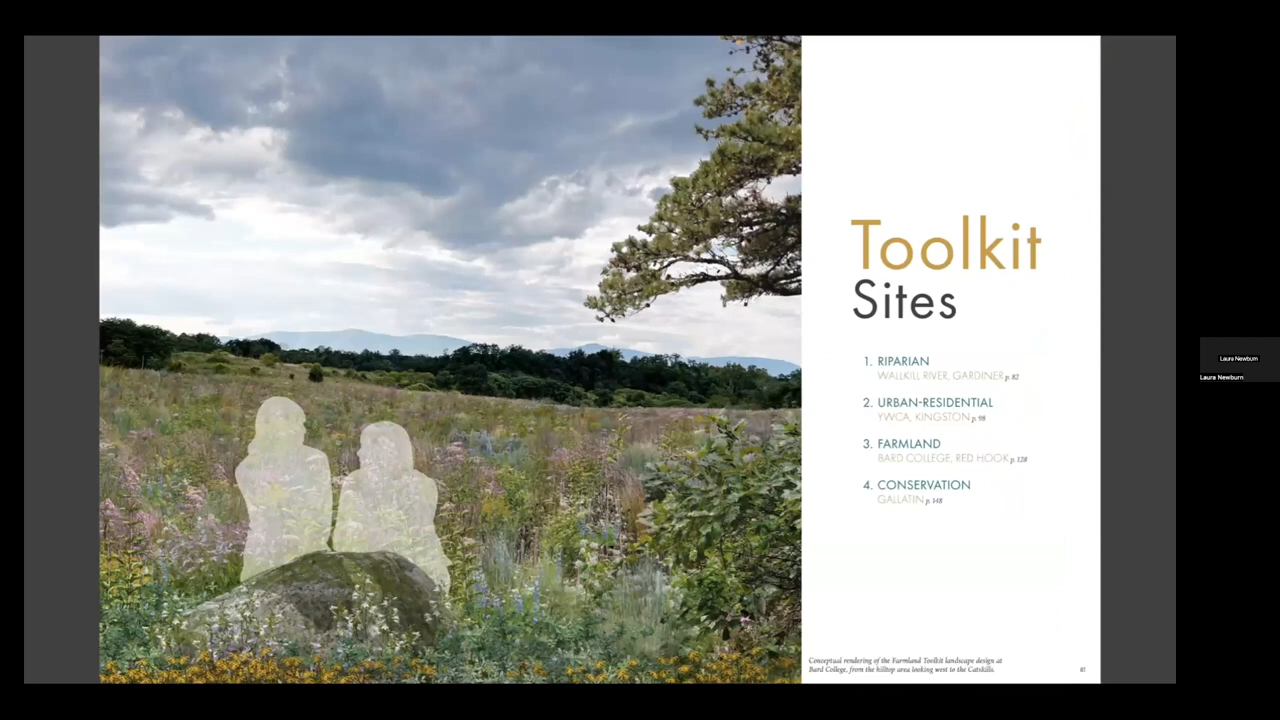 Toolkit
Sites
1. RIPARIAN
WALLKILL RIVER, GARDINER p. 82
2. URBAN-RESIDENTIAL
YWCA, KINGSTON p. 98
3. FARMLAND
BARD COLLEGE, RED HOOK p. 128
4. CONSERVATION
GALLATIN p. 148
Conceptual rendering of the Farmland Toolkit landscape design at
Bard College, from the hilltop area looking west to the Catskills.
81
Laura Newburn
Laura Newburn